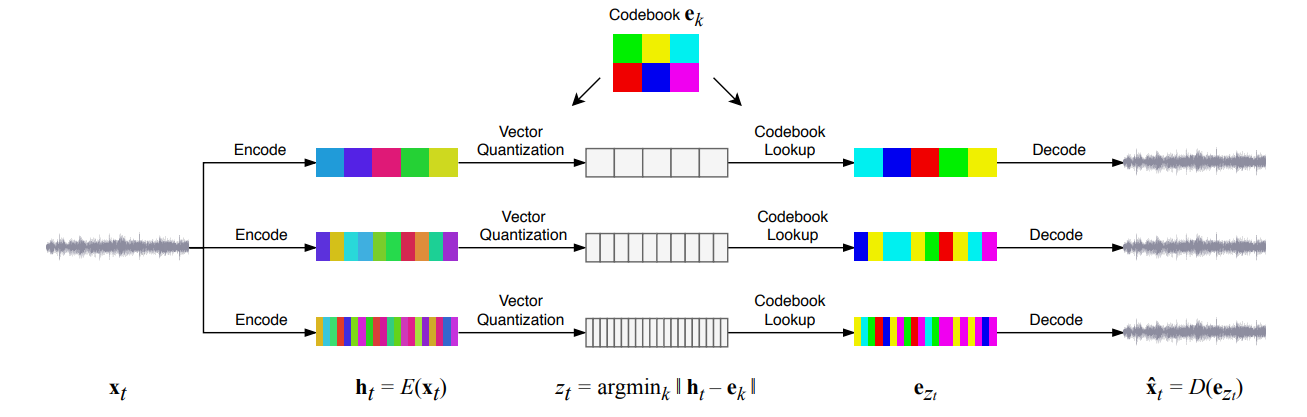 Codebook e_k
Encode
Vector
Quantization
Codebook
Lookup
Decode
Encode
Vector
Quantization
Codebook
Lookup
Decode
Encode
Vector
Quantization
Codebook
Lookup
Decode
x_t
h_t = E(x_t)
z_t = argmin_k ‖ h_t – e_k ‖
e_{z_t}
x̂_t = D(e_{z_t})